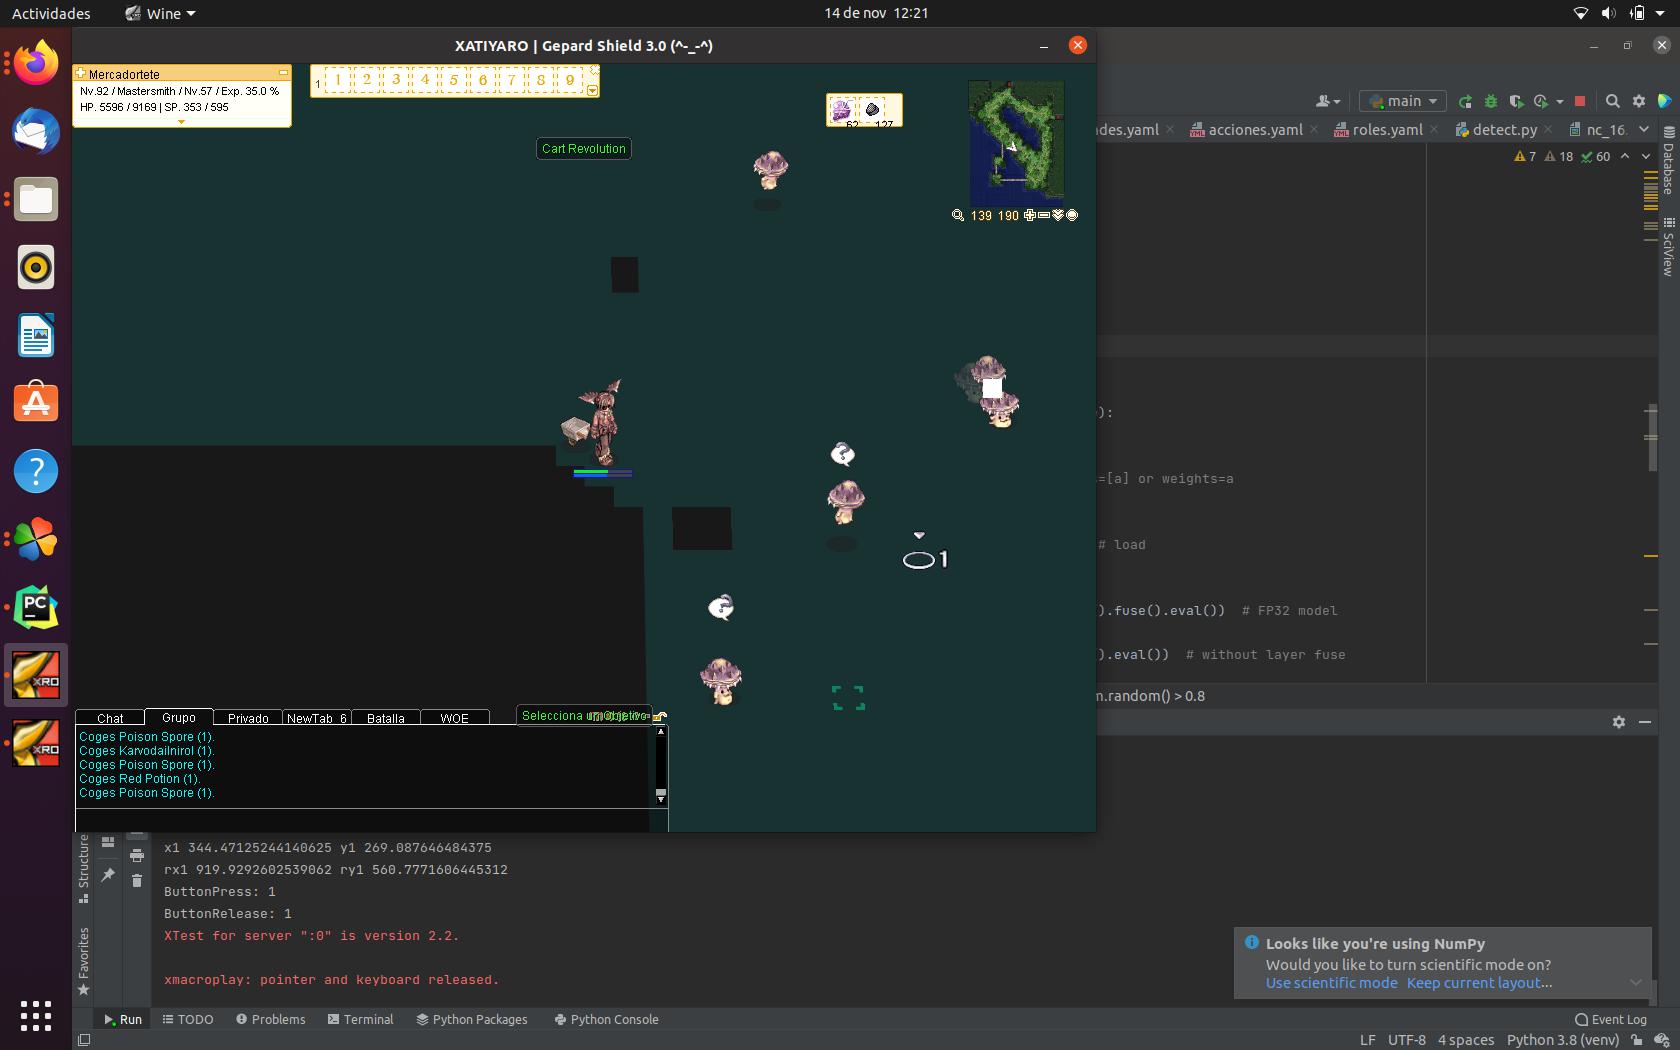 Actividades
Wine
14 de nov 12:21
XATIYARO | Gepard Shield 3.0 (^-_-^)
Mercadortete
Nv.92 / Mastersmith / Nv.57 / Exp. 35.0 %
HP. 5596 / 9169 | SP. 353 / 595
1 1 2 3 4 5 6 7 8 9
62 127
Cart Revolution
139 190
1
main
des.yaml
acciones.yaml
roles.yaml
detect.py
nc_16.
7 18 60
Database
SciView
):
=[a] or weights=a
# load
).fuse().eval()) # FP32 model
).eval()) # without layer fuse
m.random() > 0.8
Chat Grupo Privado NewTab_6 Batalla WOE
Selecciona un objetivo
Coges Poison Spore (1).
Coges Karvodailnirol (1).
Coges Poison Spore (1).
Coges Red Potion (1).
Coges Poison Spore (1).
XRO
XRO
PC
Structure
Favorites
x1 344.47125244140625 y1 269.087646484375
rx1 919.9292602539062 ry1 560.7771606445312
ButtonPress: 1
ButtonRelease: 1
XTest for server ":0" is version 2.2.
xmacroplay: pointer and keyboard released.
Looks like you're using NumPy
Would you like to turn scientific mode on?
Use scientific mode Keep current layout...
Run TODO Problems Terminal Python Packages Python Console
Event Log
LF UTF-8 4 spaces Python 3.8 (venv)